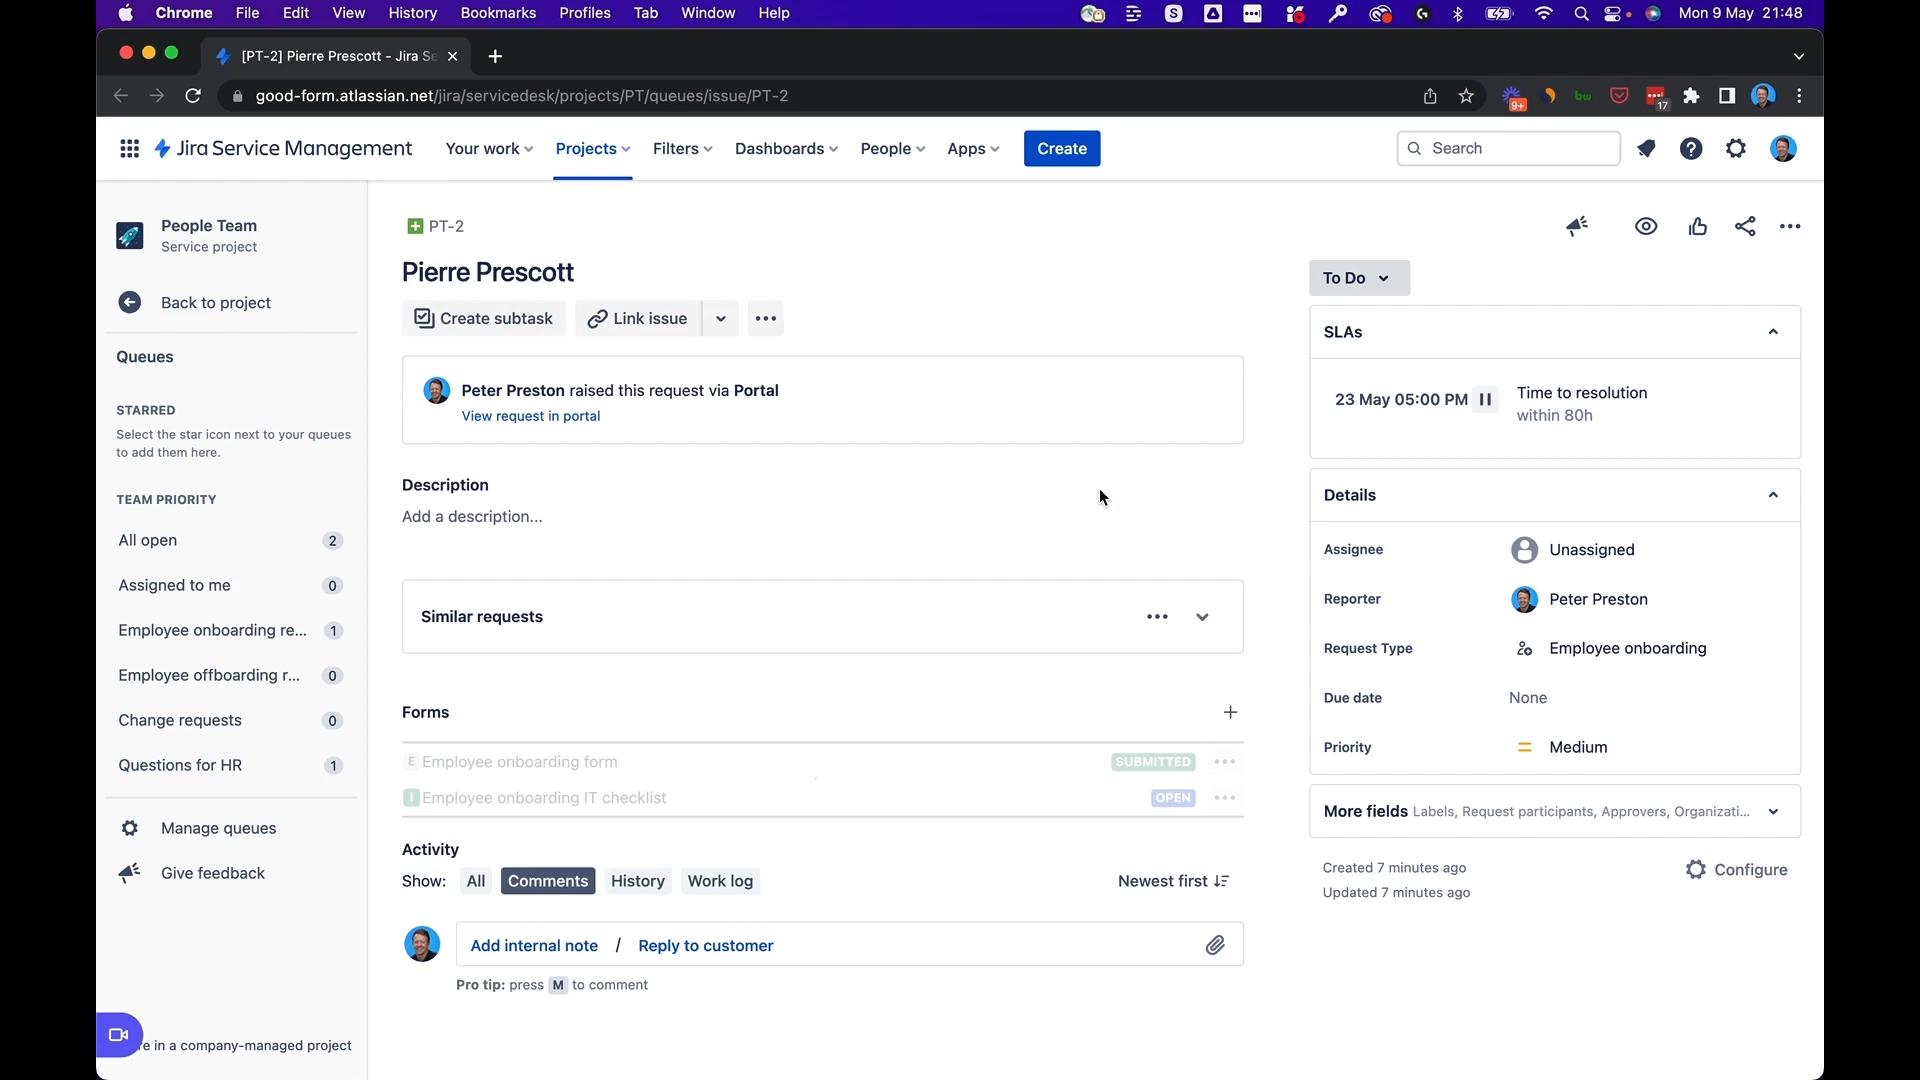 Chrome File Edit View History Bookmarks Profiles Tab Window Help Mon 9 May 21:48
[PT-2] Pierre Prescott - Jira Se
good-form.atlassian.net/jira/servicedesk/projects/PT/queues/issue/PT-2 9+ bw 17
Jira Service Management Your work Projects Filters Dashboards People Apps Create Search
People Team
Service project
Back to project
Queues
STARRED
Select the star icon next to your queues
to add them here.
TEAM PRIORITY
All open 2
Assigned to me 0
Employee onboarding re... 1
Employee offboarding r... 0
Change requests 0
Questions for HR 1
Manage queues
Give feedback
re in a company-managed project
PT-2
Pierre Prescott
Create subtask Link issue
Peter Preston raised this request via Portal
View request in portal
Description
Add a description...
Similar requests
Forms
E Employee onboarding form SUBMITTED
I Employee onboarding IT checklist OPEN
Activity
Show: All Comments History Work log Newest first
Add internal note / Reply to customer
Pro tip: press M to comment
To Do
SLAs
23 May 05:00 PM Time to resolution
within 80h
Details
Assignee Unassigned
Reporter Peter Preston
Request Type Employee onboarding
Due date None
Priority Medium
More fields Labels, Request participants, Approvers, Organizati...
Created 7 minutes ago Configure
Updated 7 minutes ago